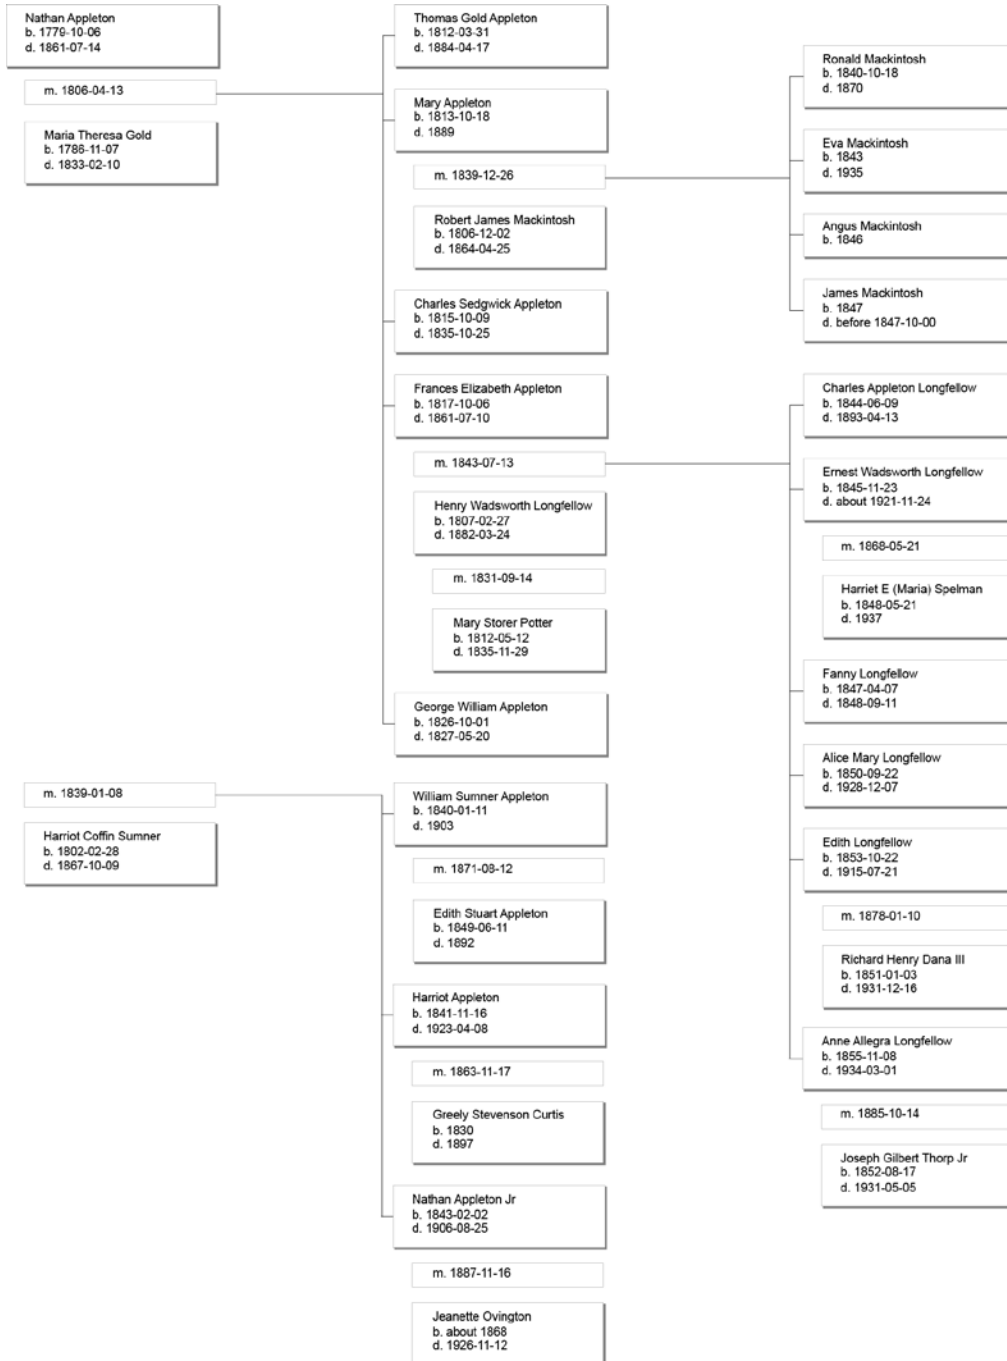 Nathan Appleton
b. 1779-10-06
d. 1861-07-14
m. 1806-04-13
Maria Theresa Gold
b. 1786-11-07
d. 1833-02-10
Thomas Gold Appleton
b. 1812-03-31
d. 1884-04-17
Mary Appleton
b. 1813-10-18
d. 1889
m. 1839-12-26
Robert James Mackintosh
b. 1806-12-02
d. 1864-04-25
Ronald Mackintosh
b. 1840-10-18
d. 1870
Eva Mackintosh
b. 1843
d. 1935
Angus Mackintosh
b. 1846
James Mackintosh
b. 1847
d. before 1847-10-00
Charles Sedgwick Appleton
b. 1815-10-09
d. 1835-10-25
Frances Elizabeth Appleton
b. 1817-10-06
d. 1861-07-10
m. 1843-07-13
Henry Wadsworth Longfellow
b. 1807-02-27
d. 1882-03-24
m. 1831-09-14
Mary Storer Potter
b. 1812-05-12
d. 1835-11-29
Charles Appleton Longfellow
b. 1844-06-09
d. 1893-04-13
Ernest Wadsworth Longfellow
b. 1845-11-23
d. about 1921-11-24
m. 1868-05-21
Harriet E (Maria) Spelman
b. 1848-05-21
d. 1937
Fanny Longfellow
b. 1847-04-07
d. 1848-09-11
Alice Mary Longfellow
b. 1850-09-22
d. 1928-12-07
Edith Longfellow
b. 1853-10-22
d. 1915-07-21
m. 1878-01-10
Richard Henry Dana III
b. 1851-01-03
d. 1931-12-16
Anne Allegra Longfellow
b. 1855-11-08
d. 1934-03-01
m. 1885-10-14
Joseph Gilbert Thorp Jr
b. 1852-08-17
d. 1931-05-05
George William Appleton
b. 1826-10-01
d. 1827-05-20
m. 1839-01-08
Harriot Coffin Sumner
b. 1802-02-28
d. 1867-10-09
William Sumner Appleton
b. 1840-01-11
d. 1903
m. 1871-08-12
Edith Stuart Appleton
b. 1849-06-11
d. 1892
Harriot Appleton
b. 1841-11-16
d. 1923-04-08
m. 1863-11-17
Greely Stevenson Curtis
b. 1830
d. 1897
Nathan Appleton Jr
b. 1843-02-02
d. 1906-08-25
m. 1887-11-16
Jeanette Ovington
b. about 1868
d. 1926-11-12